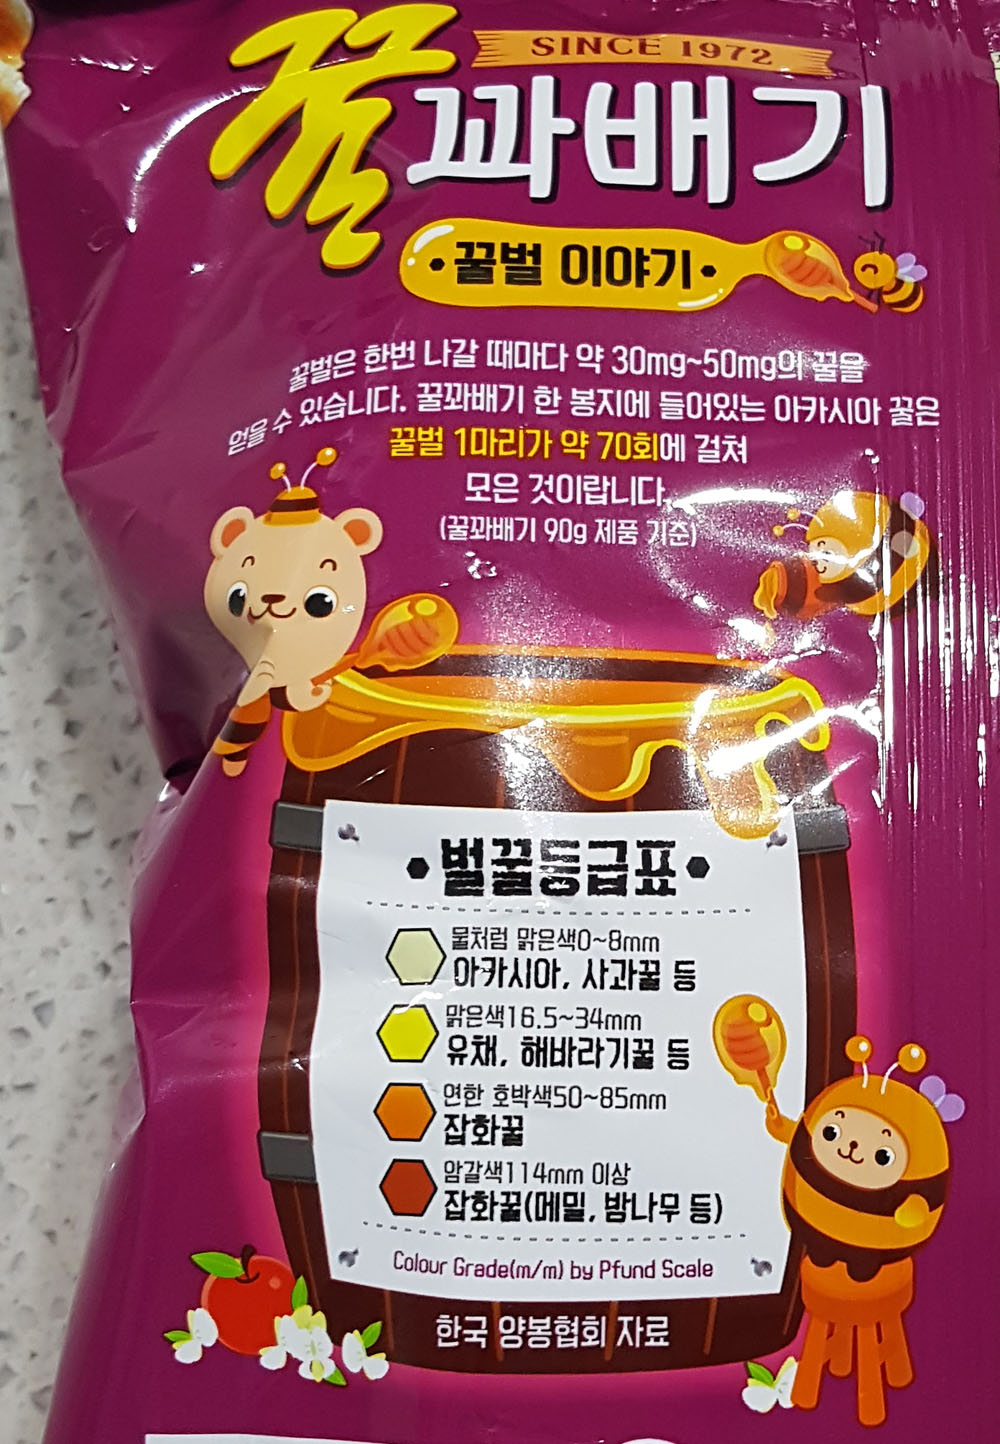 SINCE 1972
꿀꽈배기
꿀벌 이야기
꿀벌은 한번 나갈 때마다 약 30mg~50mg의 꿀을
얻을 수 있습니다. 꿀꽈배기 한 봉지에 들어있는 아카시아 꿀은
꿀벌 1마리가 약 70회에 걸쳐
모은 것이랍니다.
(꿀꽈배기 90g 제품 기준)
벌꿀등급표
물처럼 맑은색0~8mm
아카시아, 사과꿀 등
맑은색16.5~34mm
유채, 해바라기꿀 등
연한 호박색50~85mm
잡화꿀
암갈색114mm 이상
잡화꿀(메밀, 밤나무 등)
Colour Grade(m/m) by Pfund Scale
한국 양봉협회 자료